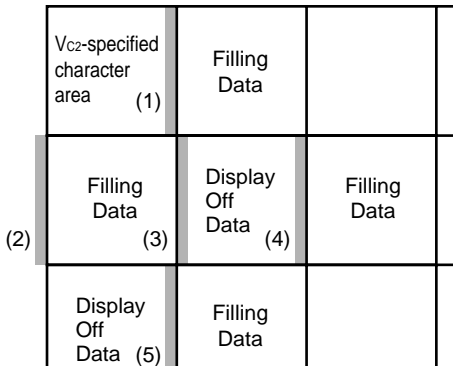 VC2-specified
character
area (1)
Filling
Data
(2)
Filling
Data
(3)
Display
Off
Data (4)
Filling
Data
Display
Off
Data (5)
Filling
Data